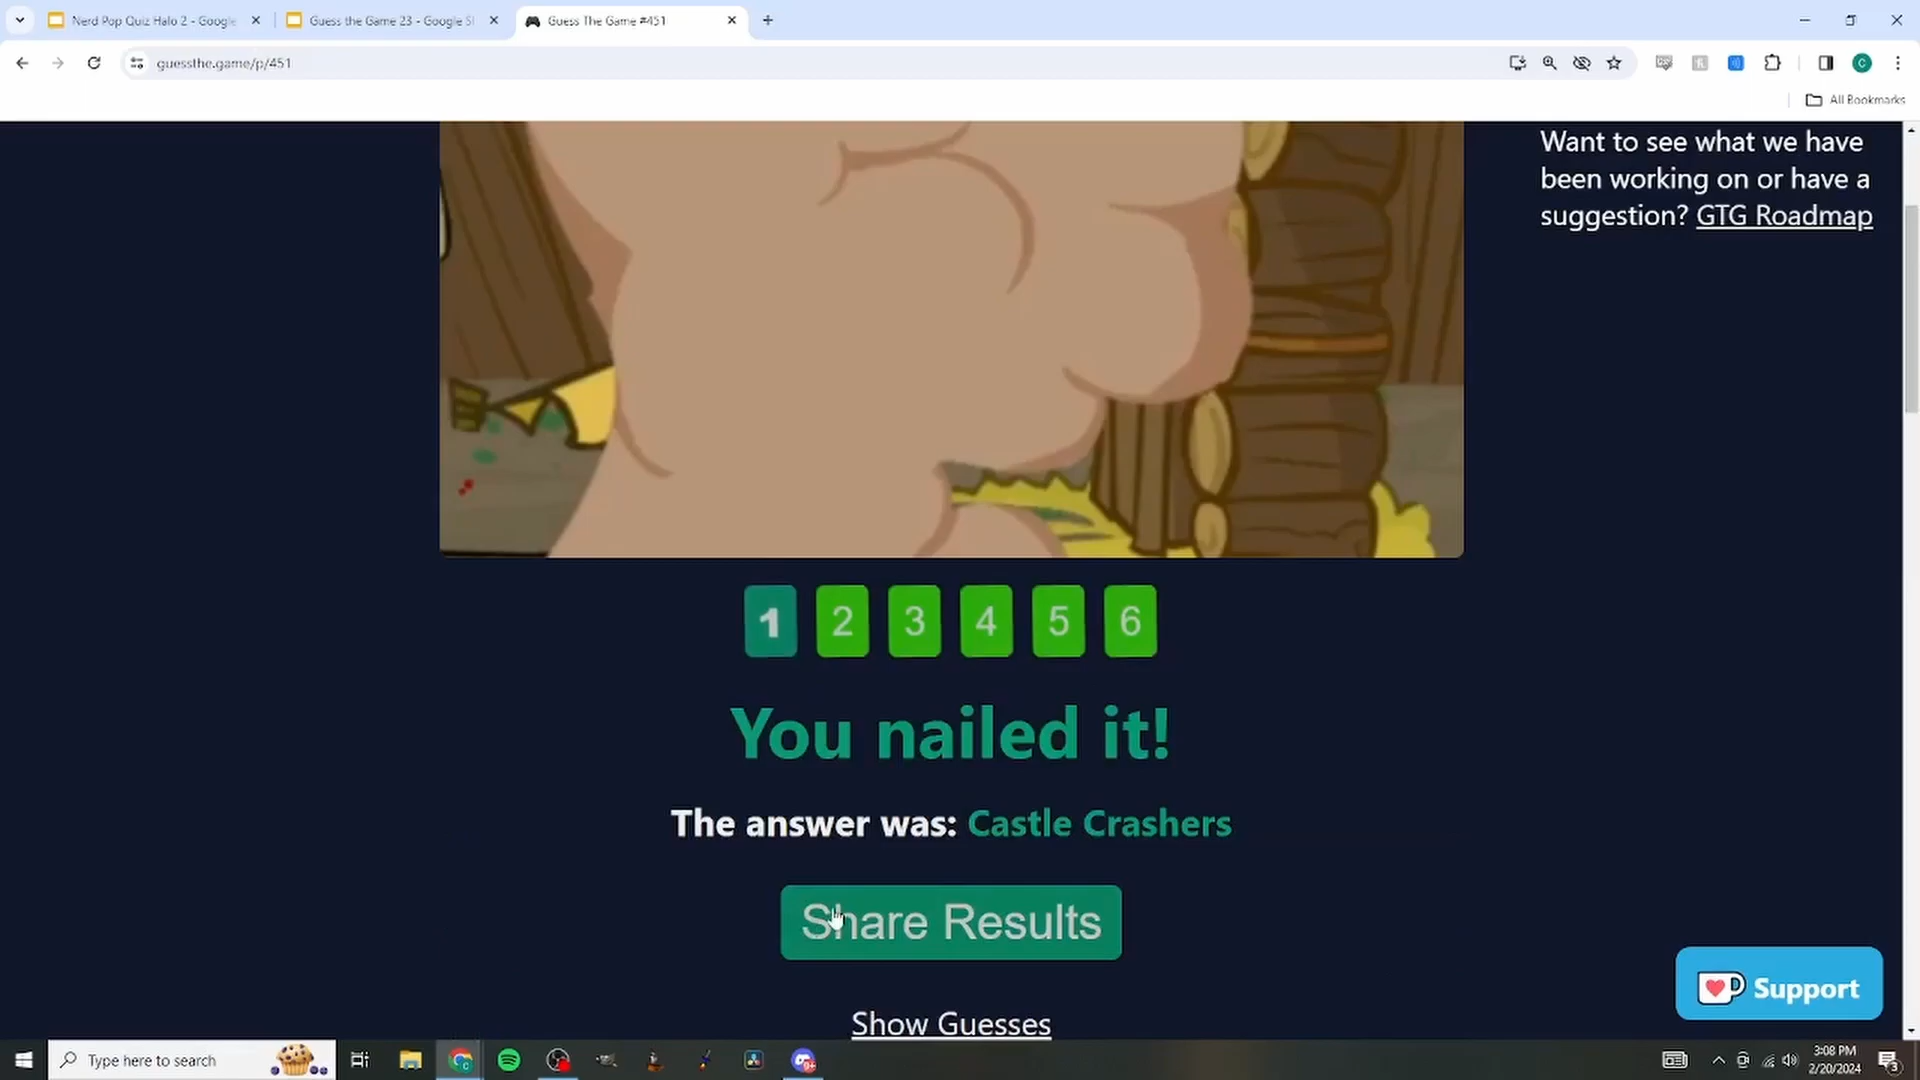 Nerd Pop Quiz Halo 2 - Google
Guess the Game 23 - Google Sl
Guess The Game #451
guessthe.game/p/451
All Bookmarks
Want to see what we have
been working on or have a
suggestion? GTG Roadmap
1 2 3 4 5 6
You nailed it!
The answer was: Castle Crashers
Share Results
Support
Show Guesses
Type here to search
3:08 PM
2/20/2024